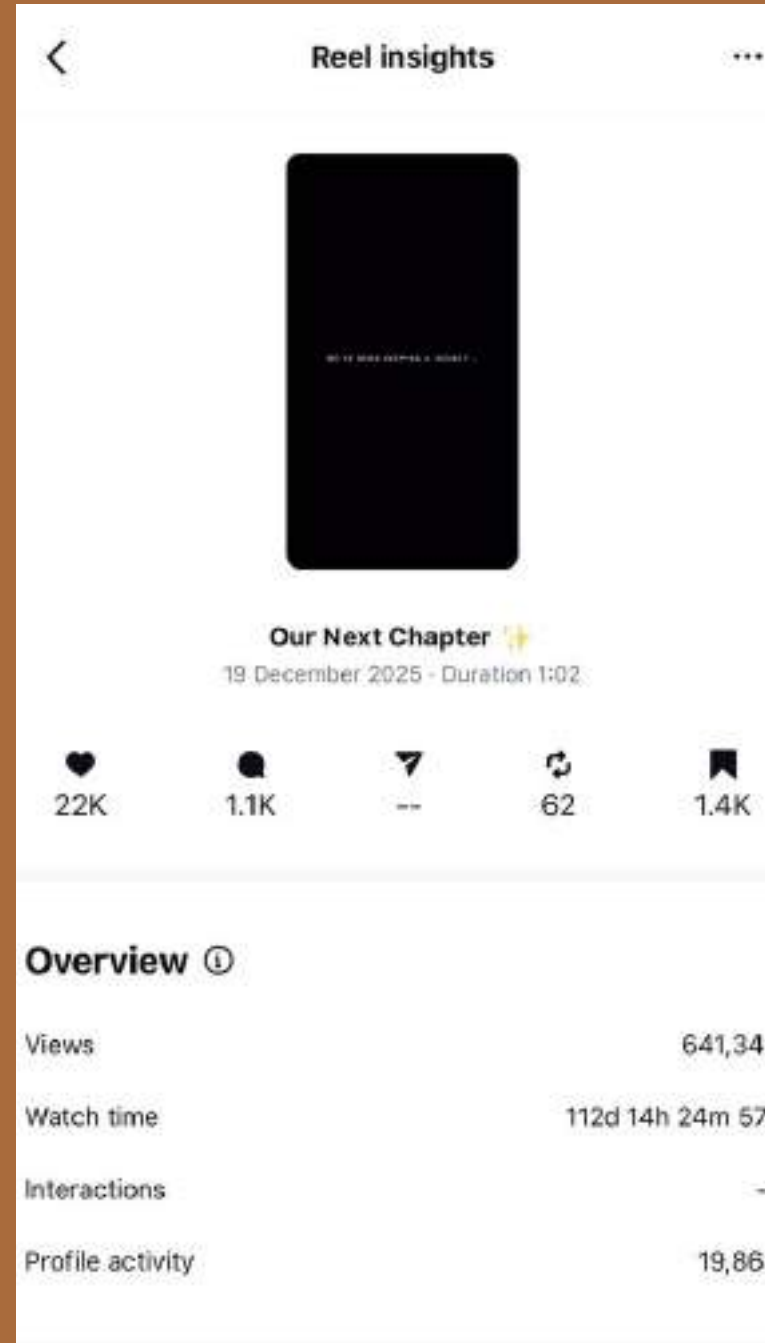 Reel insights
Our Next Chapter ✨
19 December 2025 · Duration 1:02
22K 1.1K -- 62 1.4K
Overview
Views 641,34
Watch time 112d 14h 24m 57
Interactions -
Profile activity 19,86